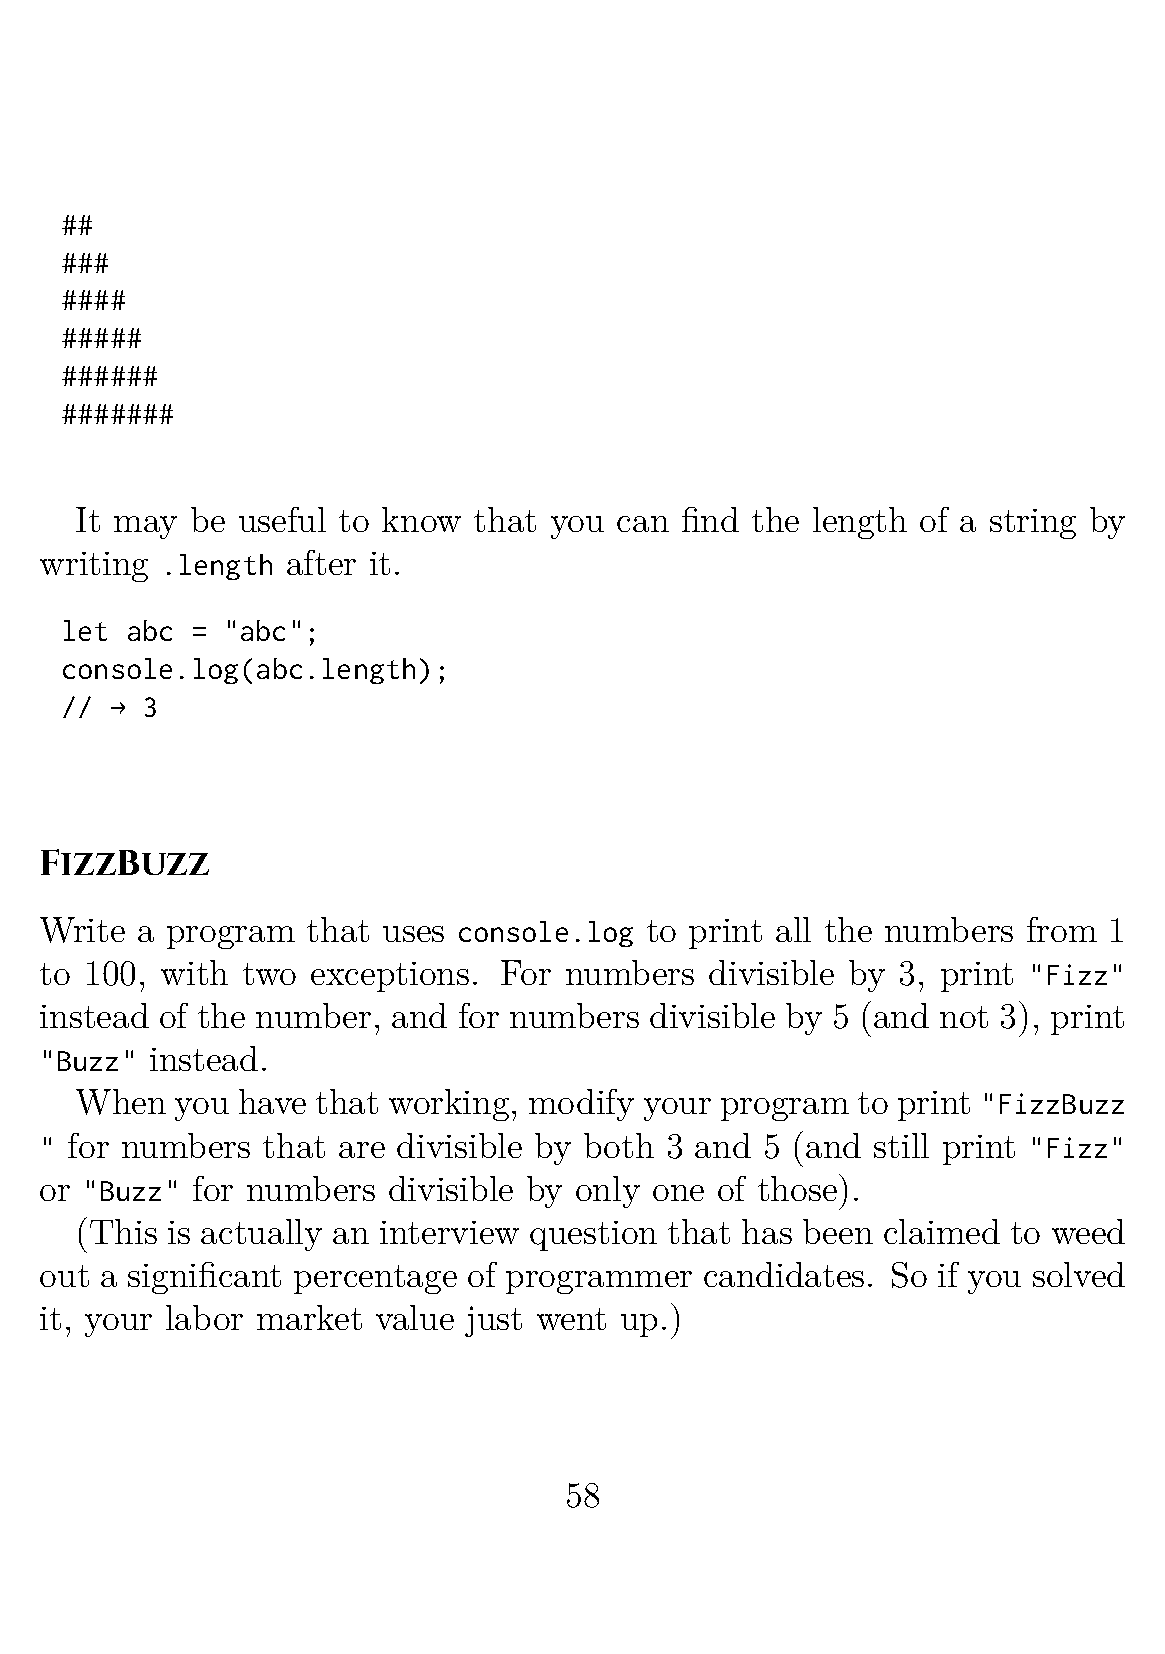 ##
###
####
#####
######
#######
It may be useful to know that you can find the length of a string by
writing .length after it.
let abc = "abc";
console.log(abc.length);
// → 3
FizzBuzz
Write a program that uses console.log to print all the numbers from 1
to 100, with two exceptions. For numbers divisible by 3, print "Fizz"
instead of the number, and for numbers divisible by 5 (and not 3), print
"Buzz" instead.
When you have that working, modify your program to print "FizzBuzz
" for numbers that are divisible by both 3 and 5 (and still print "Fizz"
or "Buzz" for numbers divisible by only one of those).
(This is actually an interview question that has been claimed to weed
out a significant percentage of programmer candidates. So if you solved
it, your labor market value just went up.)
58